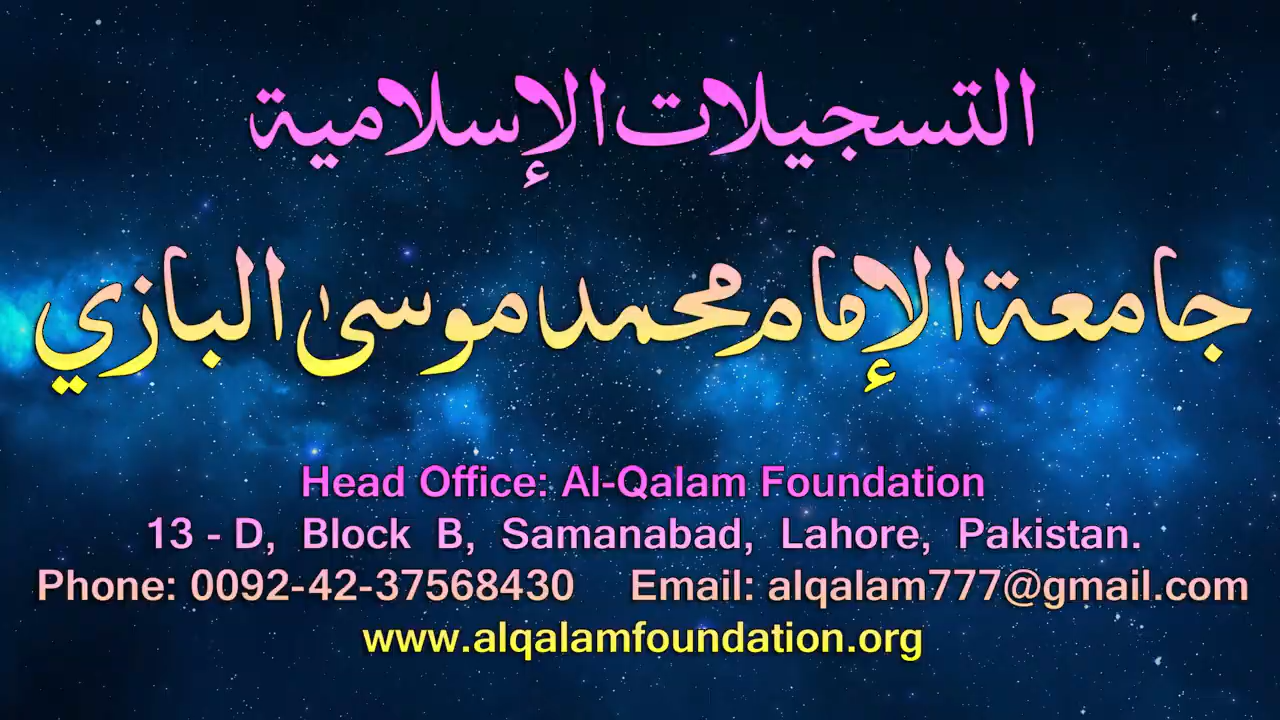 التسجيلات الإسلامية
جامعة الإمام محمد موسىٰ البازي
Head Office: Al-Qalam Foundation
13 - D, Block B, Samanabad, Lahore, Pakistan.
Phone: 0092-42-37568430 Email: alqalam777@gmail.com
www.alqalamfoundation.org